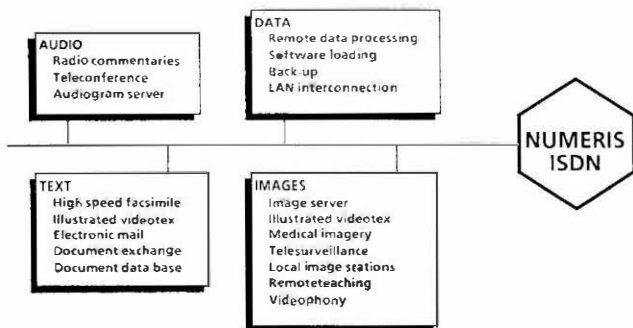 AUDIO
Radio commentaries
Teleconference
Audiogram server
DATA
Remote data processing
Software loading
Back-up
LAN interconnection
NUMERIS
ISDN
TEXT
High speed facsimile
Illustrated videotex
Electronic mail
Document exchange
Document data base
IMAGES
Image server
Illustrated videotex
Medical imagery
Telesurveillance
Local image stations
Remoteteaching
Videophony